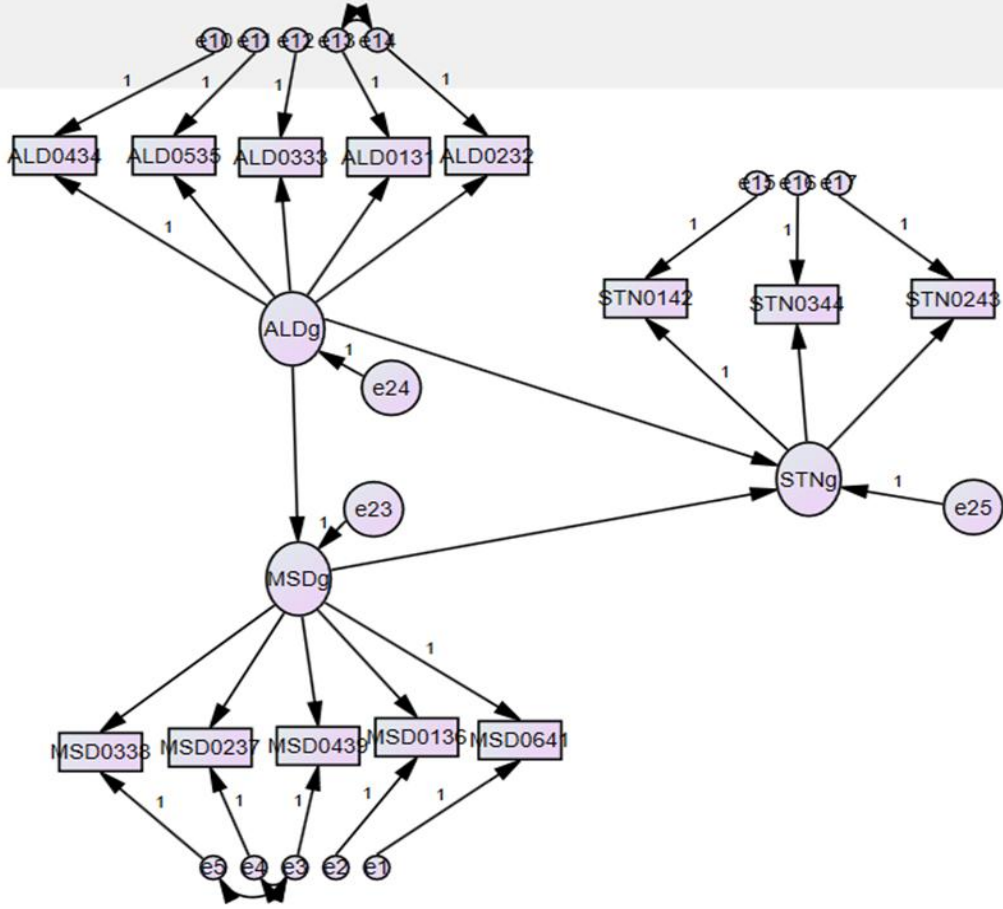 e10 e11 e12 e13 e14
1 1 1 1 1
ALD0434 ALD0535 ALD0333 ALD0131 ALD0232
e15 e16 e17
1
1 1 1
STN0142 STN0344 STN0243
ALDg
1
e24
1
STNg
1
e25
e23
1
MSDg
1
MSD0338 MSD0237 MSD0439 MSD0136 MSD0641
1 1 1 1 1
e5 e4 e3 e2 e1